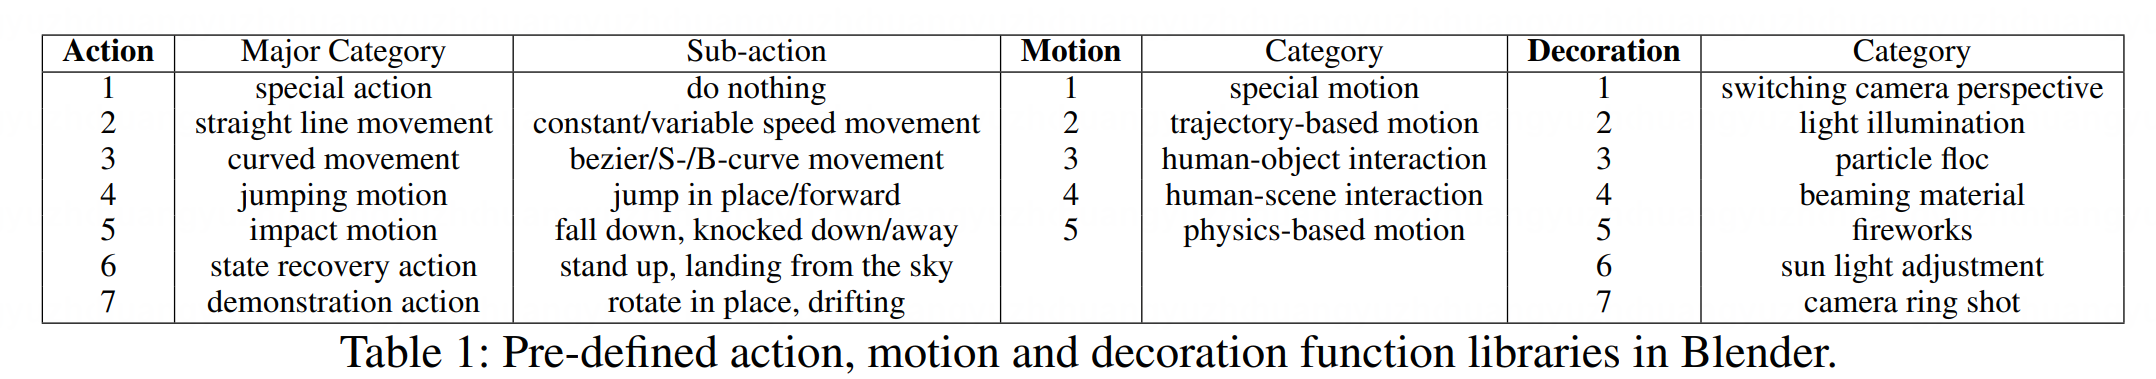 Action Major Category Sub-action Motion Category Decoration Category
1 special action do nothing 1 special motion 1 switching camera perspective
2 straight line movement constant/variable speed movement 2 trajectory-based motion 2 light illumination
3 curved movement bezier/S-/B-curve movement 3 human-object interaction 3 particle floc
4 jumping motion jump in place/forward 4 human-scene interaction 4 beaming material
5 impact motion fall down, knocked down/away 5 physics-based motion 5 fireworks
6 state recovery action stand up, landing from the sky 6 sun light adjustment
7 demonstration action rotate in place, drifting 7 camera ring shot
Table 1: Pre-defined action, motion and decoration function libraries in Blender.